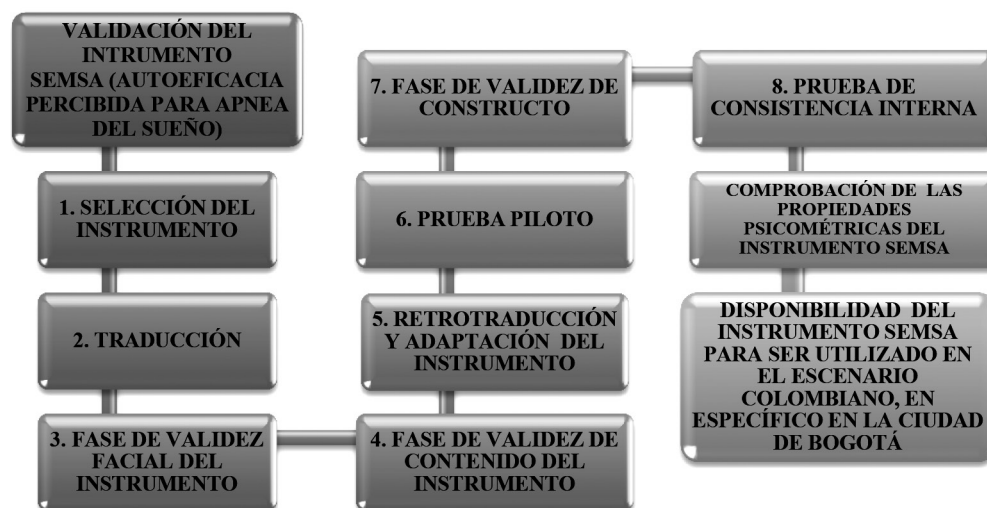 VALIDACIÓN DEL
INTRUMENTO
SEMSA (AUTOEFICACIA
PERCIBIDA PARA APNEA
DEL SUEÑO)
1. SELECCIÓN DEL
INSTRUMENTO
2. TRADUCCIÓN
3. FASE DE VALIDEZ
FACIAL DEL
INSTRUMENTO
4. FASE DE VALIDEZ DE
CONTENIDO DEL
INSTRUMENTO
5. RETROTRADUCCIÓN
Y ADAPTACIÓN DEL
INSTRUMENTO
6. PRUEBA PILOTO
7. FASE DE VALIDEZ DE
CONSTRUCTO
8. PRUEBA DE
CONSISTENCIA INTERNA
COMPROBACIÓN DE LAS
PROPIEDADES
PSICOMÉTRICAS DEL
INSTRUMENTO SEMSA
DISPONIBILIDAD DEL
INSTRUMENTO SEMSA
PARA SER UTILIZADO EN
EL ESCENARIO
COLOMBIANO, EN
ESPECÍFICO EN LA CIUDAD
DE BOGOTÁ